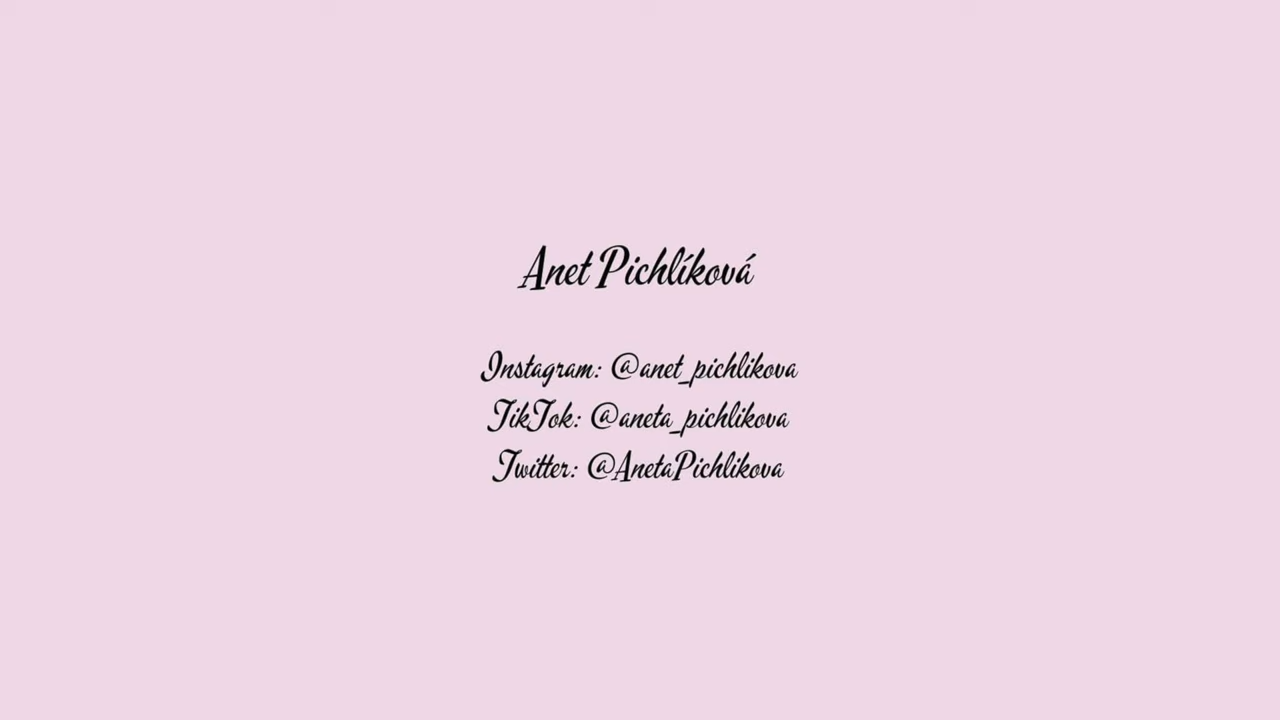 Anet Pichlíková
Instagram: @anet_pichlikova
TikTok: @aneta_pichlikova
Twitter: @AnetaPichlikova